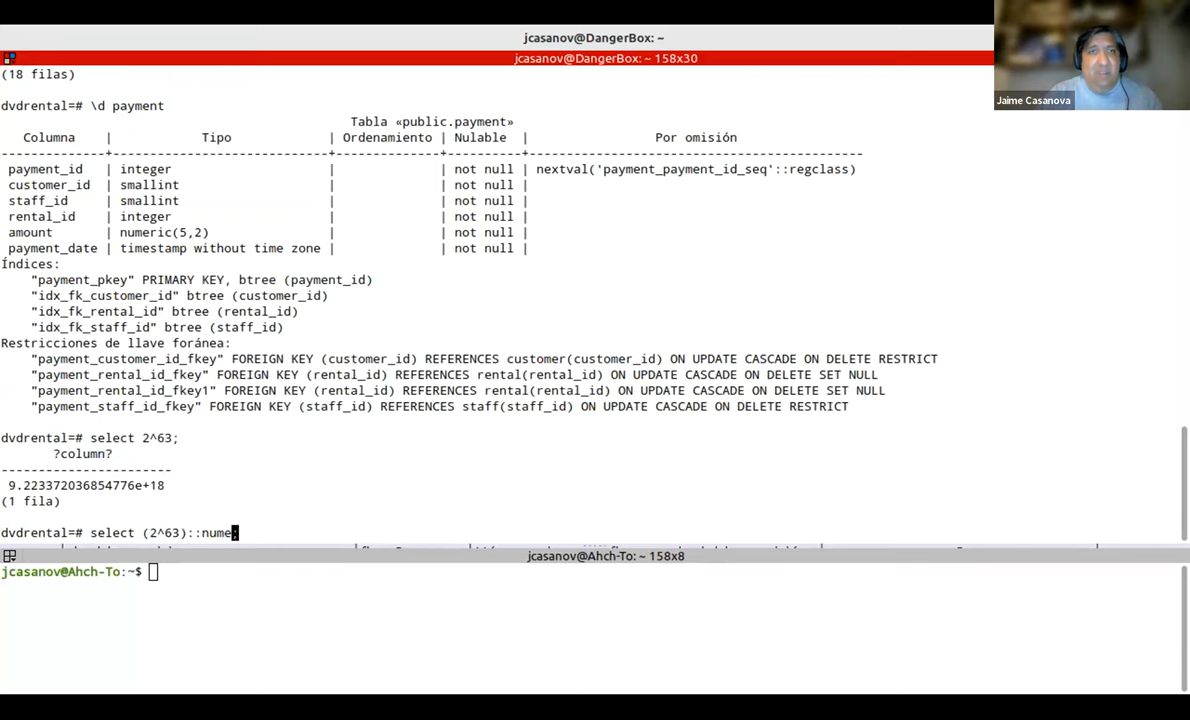 jcasanov@DangerBox: ~
jcasanov@DangerBox: ~ 158x30
Jaime Casanova
(18 filas)
dvdrental=# \d payment
Tabla «public.payment»
Columna | Tipo | Ordenamiento | Nulable | Por omisión
--------------+-----------------------------+--------------+----------+---------------------------------------------
payment_id | integer | | not null | nextval('payment_payment_id_seq'::regclass)
customer_id | smallint | | not null |
staff_id | smallint | | not null |
rental_id | integer | | not null |
amount | numeric(5,2) | | not null |
payment_date | timestamp without time zone | | not null |
Índices:
"payment_pkey" PRIMARY KEY, btree (payment_id)
"idx_fk_customer_id" btree (customer_id)
"idx_fk_rental_id" btree (rental_id)
"idx_fk_staff_id" btree (staff_id)
Restricciones de llave foránea:
"payment_customer_id_fkey" FOREIGN KEY (customer_id) REFERENCES customer(customer_id) ON UPDATE CASCADE ON DELETE RESTRICT
"payment_rental_id_fkey" FOREIGN KEY (rental_id) REFERENCES rental(rental_id) ON UPDATE CASCADE ON DELETE SET NULL
"payment_rental_id_fkey1" FOREIGN KEY (rental_id) REFERENCES rental(rental_id) ON UPDATE CASCADE ON DELETE SET NULL
"payment_staff_id_fkey" FOREIGN KEY (staff_id) REFERENCES staff(staff_id) ON UPDATE CASCADE ON DELETE RESTRICT
dvdrental=# select 2^63;
?column?
----------------------
9.223372036854776e+18
(1 fila)
dvdrental=# select (2^63)::nume;
jcasanov@Ahch-To: ~ 158x8
jcasanov@Ahch-To:~$